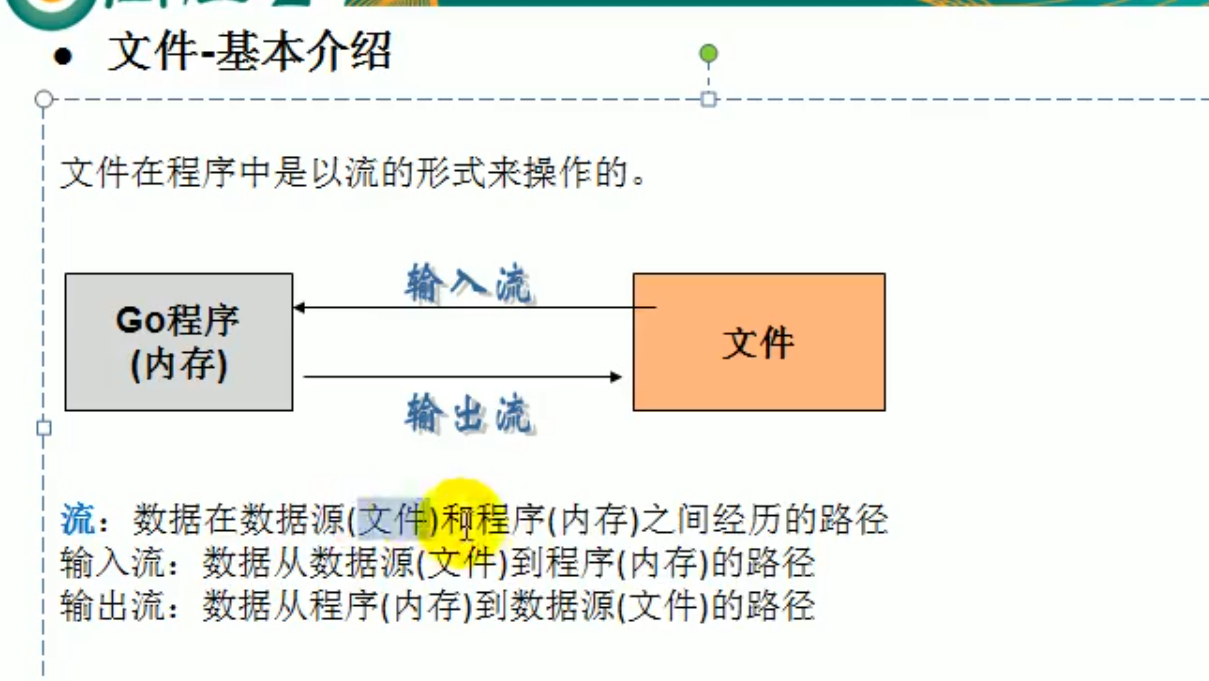 ● 文件-基本介绍
文件在程序中是以流的形式来操作的。
输入流
Go程序
(内存)
文件
输出流
流：数据在数据源(文件)和程序(内存)之间经历的路径
输入流：数据从数据源(文件)到程序(内存)的路径
输出流：数据从程序(内存)到数据源(文件)的路径